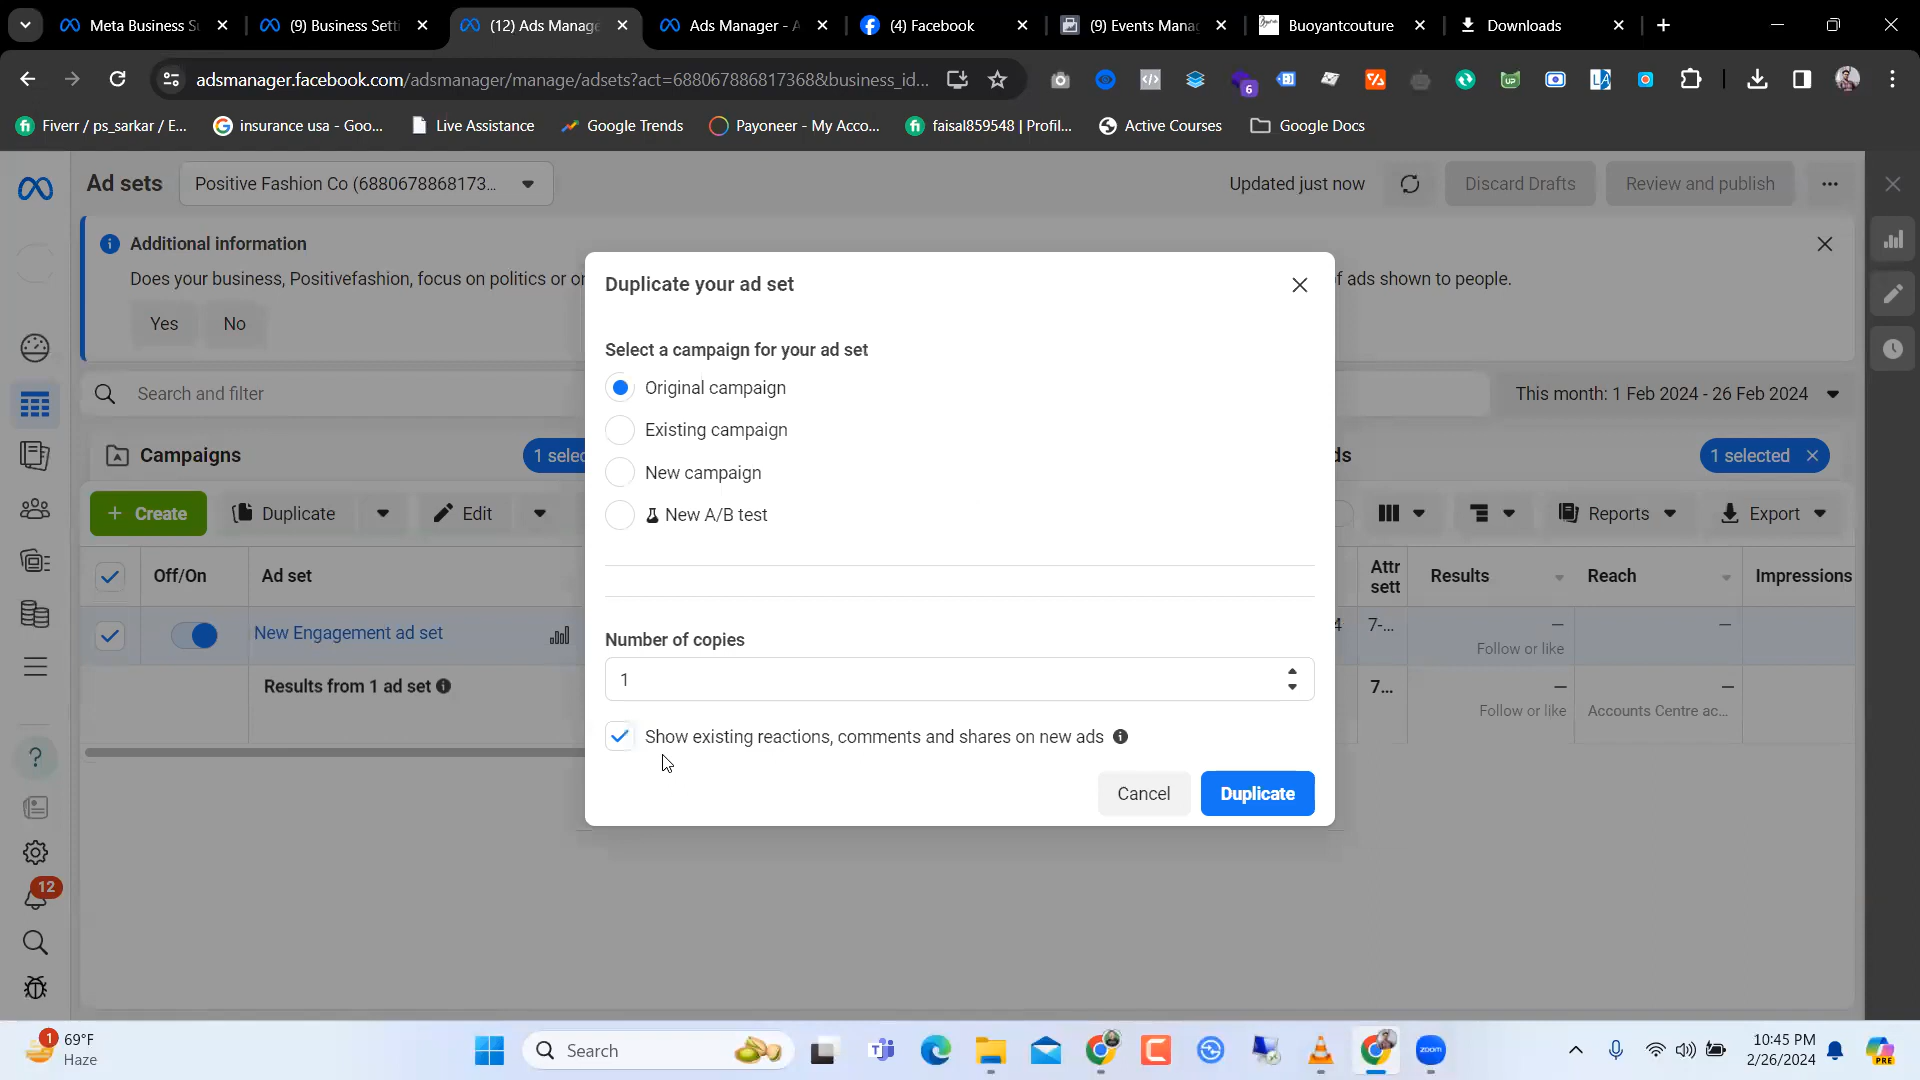 Meta Business Su
(9) Business Setti
(12) Ads Manage
Ads Manager - A
(4) Facebook
(9) Events Mana
Buoyantcouture
Downloads
adsmanager.facebook.com/adsmanager/manage/adsets?act=688067886817368&business_id...
6
Fiverr / ps_sarkar / E...
insurance usa - Goo...
Live Assistance
Google Trends
Payoneer - My Acco...
faisal859548 | Profil...
Active Courses
Google Docs
Ad sets
Positive Fashion Co (6880678868173...
Updated just now
Discard Drafts
Review and publish
Additional information
Does your business, Positivefashion, focus on politics or or
f ads shown to people.
Yes
No
Search and filter
This month: 1 Feb 2024 - 26 Feb 2024
Campaigns
1 selec
ds
1 selected
+ Create
Duplicate
Edit
Reports
Export
Off/On
Ad set
Attr
sett
Results
Reach
Impressions
New Engagement ad set
4
7-...
—
Follow or like
—
Results from 1 ad set
7...
—
Follow or like
—
Accounts Centre ac...
Duplicate your ad set
Select a campaign for your ad set
Original campaign
Existing campaign
New campaign
New A/B test
Number of copies
1
Show existing reactions, comments and shares on new ads
Cancel
Duplicate
12
1
69°F
Haze
Search
zoom
10:45 PM
2/26/2024
PRE